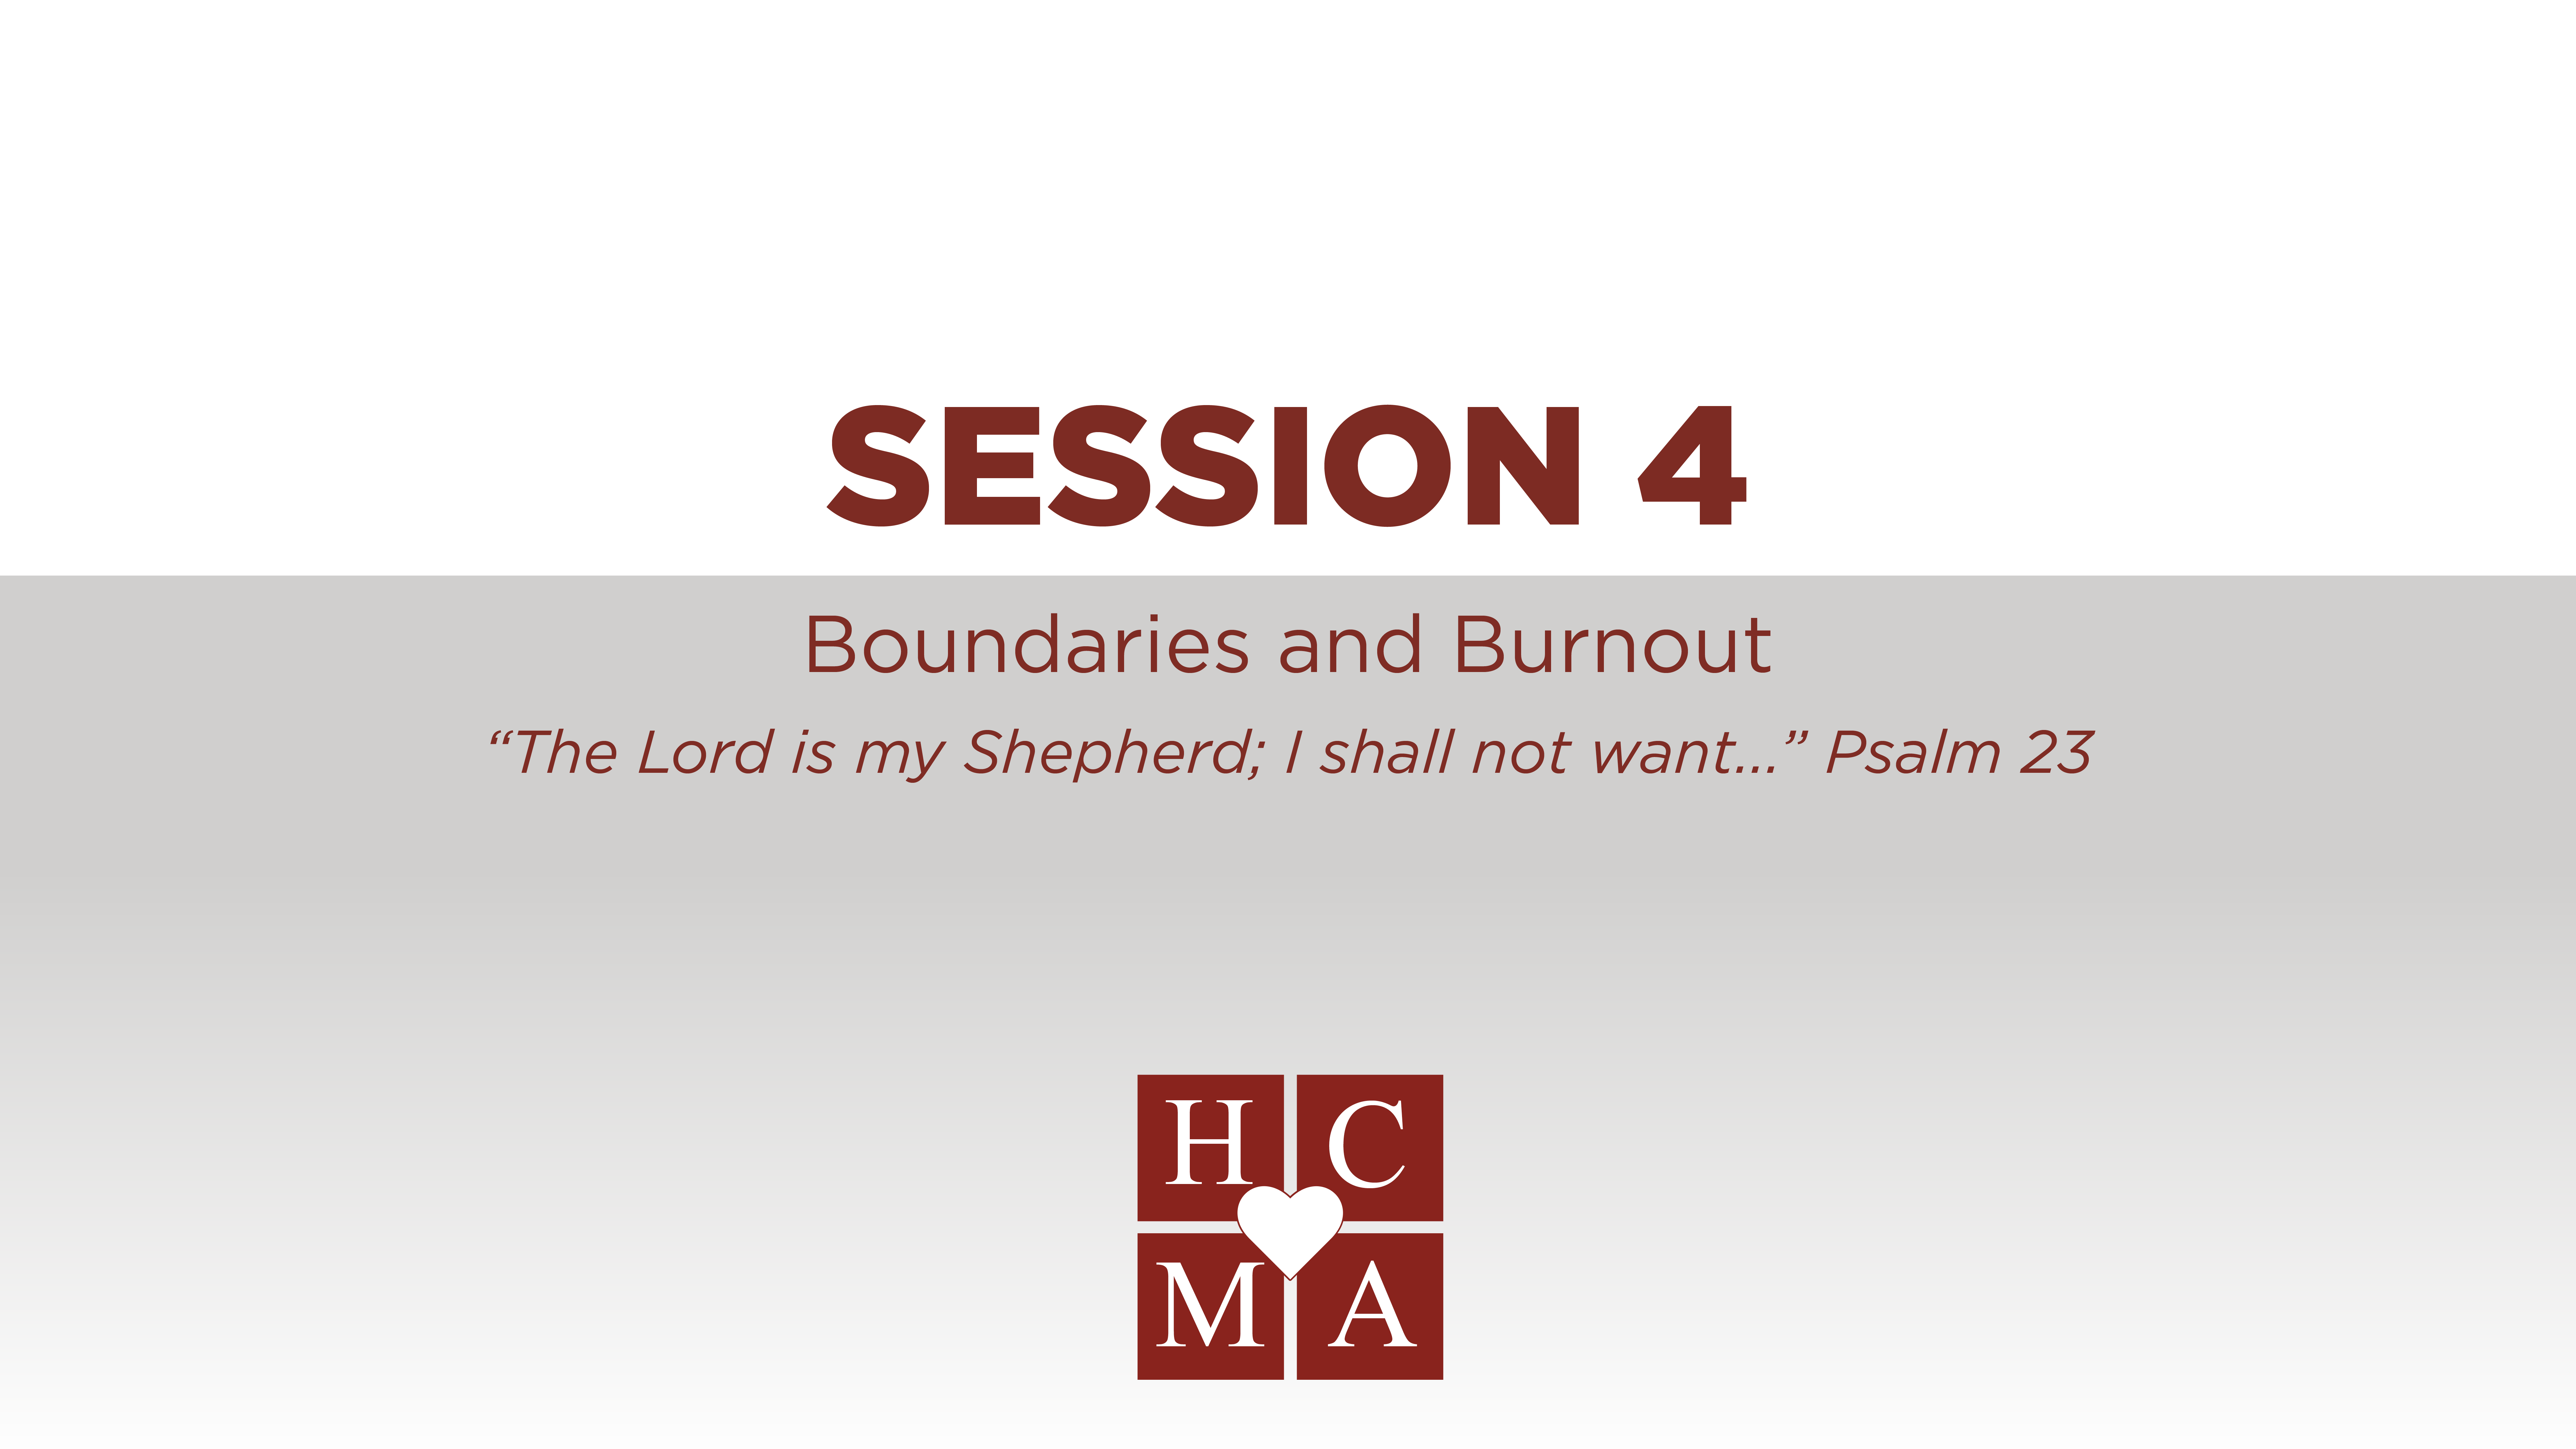 SESSION 4
Boundaries and Burnout
“The Lord is my Shepherd; I shall not want...” Psalm 23
H C
M A